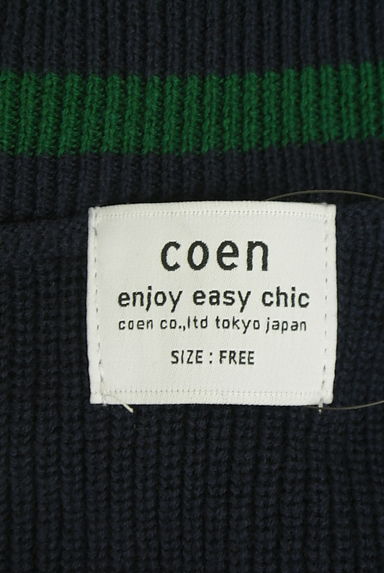 coen
enjoy easy chic
coen co.,ltd tokyo japan
SIZE : FREE